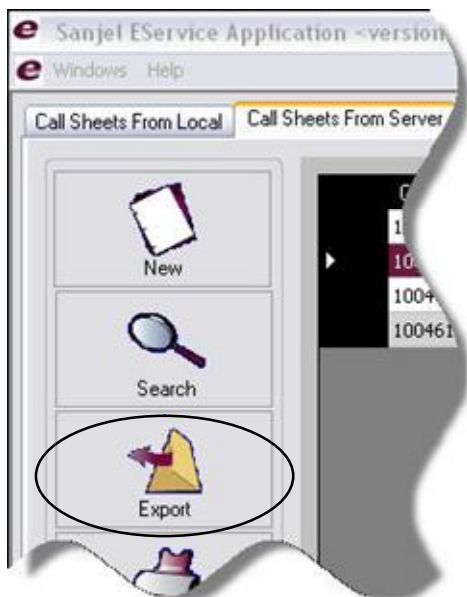 Sanjel EService Application <version
Windows Help
Call Sheets From Local Call Sheets From Server
New
Search
Export
100461